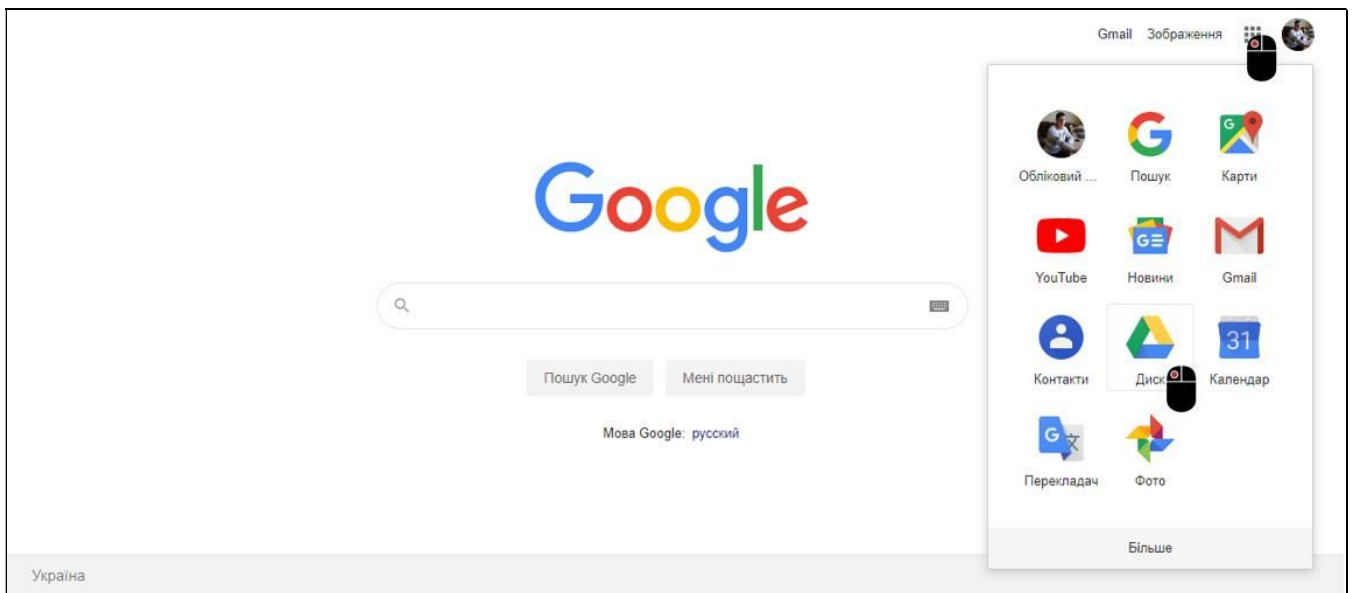 Gmail Зображення
Обліковий ... Пошук Карти
G
Google
YouTube Новини Gmail
G
31
Контакти Диск Календар
Пошук Google Мені пощастить
Мова Google: русский
G 文
Перекладач Фото
Більше
Україна